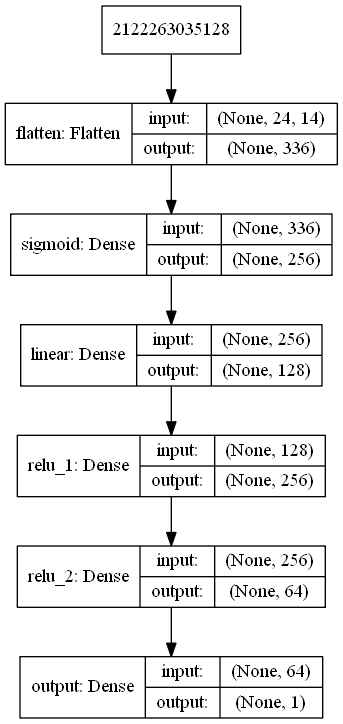 2122263035128
flatten: Flatten
input:
(None, 24, 14)
output:
(None, 336)
sigmoid: Dense
input:
(None, 336)
output:
(None, 256)
linear: Dense
input:
(None, 256)
output:
(None, 128)
relu_1: Dense
input:
(None, 128)
output:
(None, 256)
relu_2: Dense
input:
(None, 256)
output:
(None, 64)
output: Dense
input:
(None, 64)
output:
(None, 1)